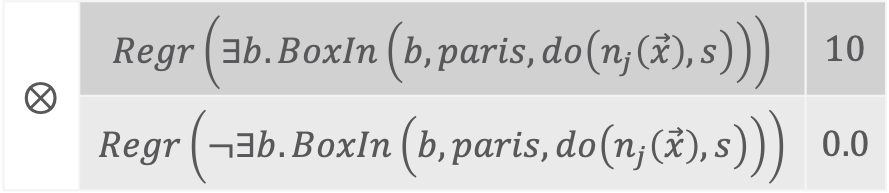 ⊗
Regr(∃b.BoxIn(b, paris, do(n_j(x⃗), s))) 10
Regr(¬∃b.BoxIn(b, paris, do(n_j(x⃗), s))) 0.0